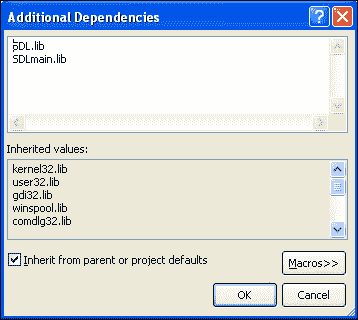 Additional Dependencies
SDL.lib
SDLmain.lib
Inherited values:
kernel32.lib
user32.lib
gdi32.lib
winspool.lib
comdlg32.lib
Inherit from parent or project defaults
Macros>>
OK
Cancel